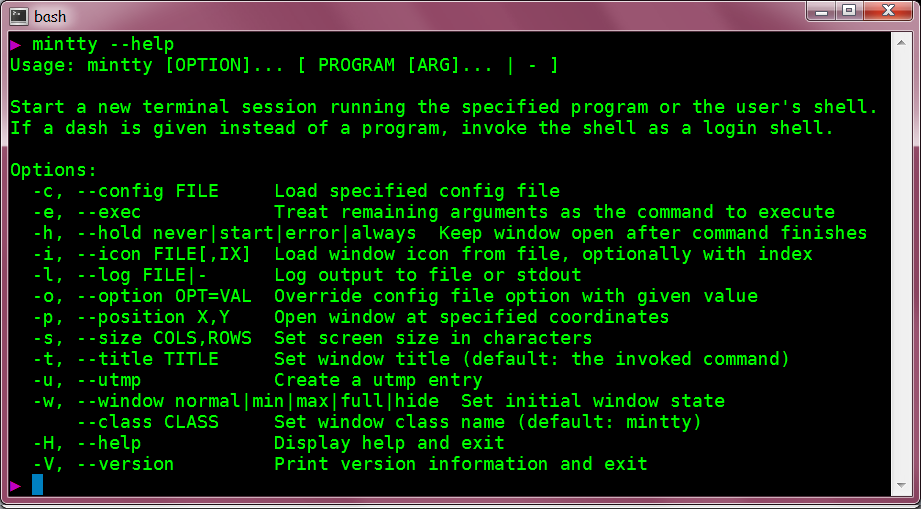 bash
▶ mintty --help
Usage: mintty [OPTION]... [ PROGRAM [ARG]... | - ]

Start a new terminal session running the specified program or the user's shell.
If a dash is given instead of a program, invoke the shell as a login shell.

Options:
  -c, --config FILE     Load specified config file
  -e, --exec            Treat remaining arguments as the command to execute
  -h, --hold never|start|error|always  Keep window open after command finishes
  -i, --icon FILE[,IX]  Load window icon from file, optionally with index
  -l, --log FILE|-      Log output to file or stdout
  -o, --option OPT=VAL  Override config file option with given value
  -p, --position X,Y    Open window at specified coordinates
  -s, --size COLS,ROWS  Set screen size in characters
  -t, --title TITLE     Set window title (default: the invoked command)
  -u, --utmp            Create a utmp entry
  -w, --window normal|min|max|full|hide  Set initial window state
      --class CLASS     Set window class name (default: mintty)
  -H, --help            Display help and exit
  -V, --version         Print version information and exit
▶